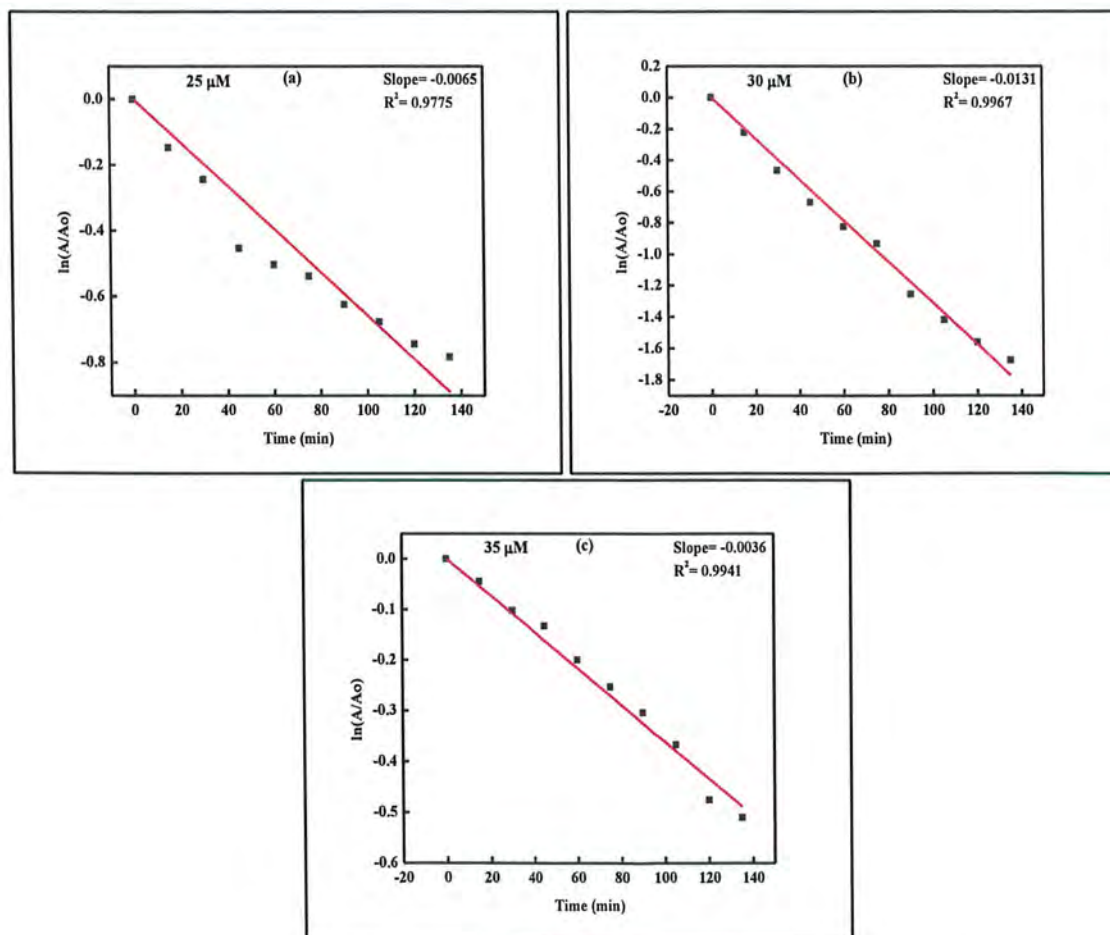 25 μM (a) Slope= -0.0065
R²= 0.9775
0.0
-0.2
-0.4
-0.6
-0.8
ln(A/Ao)
0 20 40 60 80 100 120 140
Time (min)
30 μM (b) Slope= -0.0131
R²= 0.9967
0.2
0.0
-0.2
-0.4
-0.6
-0.8
-1.0
-1.2
-1.4
-1.6
-1.8
ln(A/Ao)
-20 0 20 40 60 80 100 120 140
Time (min)
35 μM (c) Slope= -0.0036
R²= 0.9941
0.0
-0.1
-0.2
-0.3
-0.4
-0.5
-0.6
ln(A/Ao)
-20 0 20 40 60 80 100 120 140
Time (min)